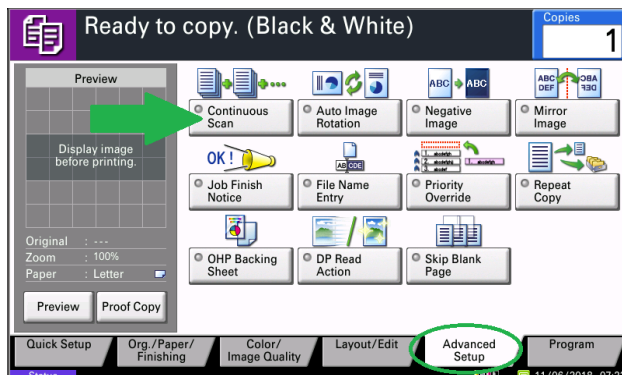 Ready to copy. (Black & White)
Copies
1
Preview
Display image
before printing.
Original : ---
Zoom : 100%
Paper : Letter
Preview
Proof Copy
Continuous
Scan
ABC
ABC
Auto Image
Rotation
Negative
Image
ABC
DEF
Mirror
Image
OK !
AB CDE
Job Finish
Notice
File Name
Entry
Priority
Override
Repeat
Copy
OHP Backing
Sheet
DP Read
Action
Skip Blank
Page
Quick Setup
Org./Paper/
Finishing
Color/
Image Quality
Layout/Edit
Advanced
Setup
Program
Status